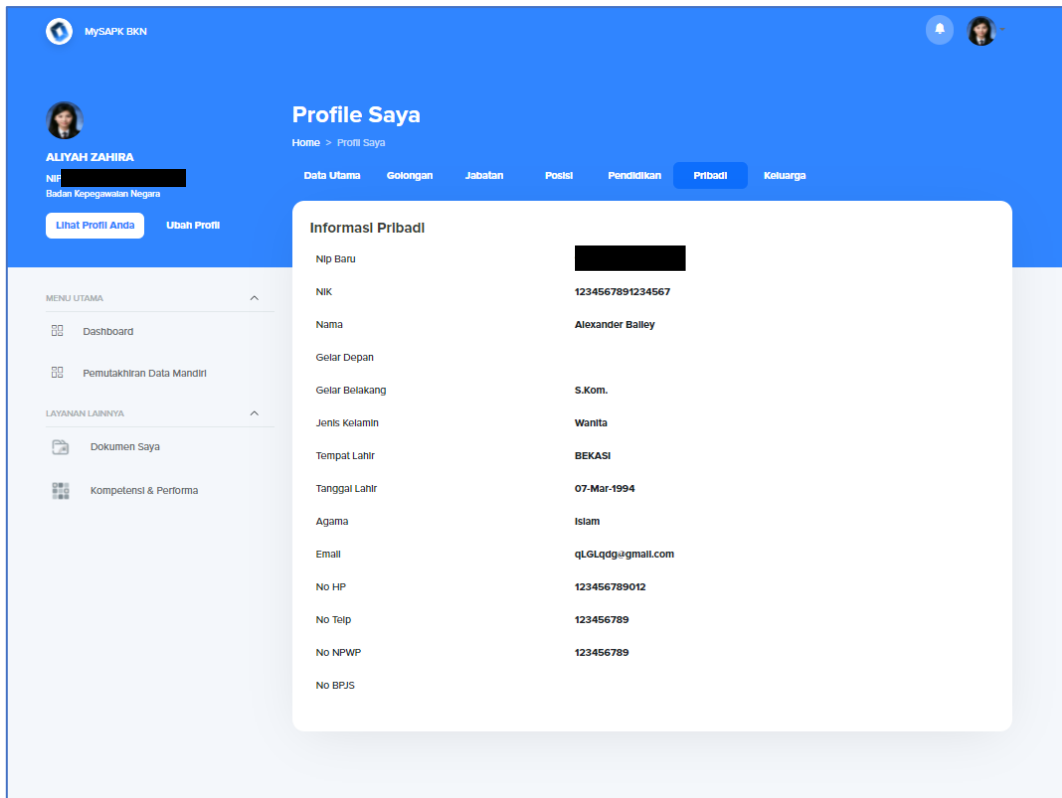 MySAPK BKN
ALIYAH ZAHIRA
NIP
Badan Kepegawaian Negara
Lihat Profil Anda
Ubah Profil
MENU UTAMA
Dashboard
Pemutakhiran Data Mandiri
LAYANAN LAINNYA
Dokumen Saya
Kompetensi & Performa
Profile Saya
Home > Profil Saya
Data Utama Golongan Jabatan Posisi Pendidikan Pribadi Keluarga
Informasi Pribadi
Nip Baru
NIK 1234567891234567
Nama Alexander Bailey
Gelar Depan
Gelar Belakang S.Kom.
Jenis Kelamin Wanita
Tempat Lahir BEKASI
Tanggal Lahir 07-Mar-1994
Agama Islam
Email qLGLqdg@gmail.com
No HP 123456789012
No Telp 123456789
No NPWP 123456789
No BPJS